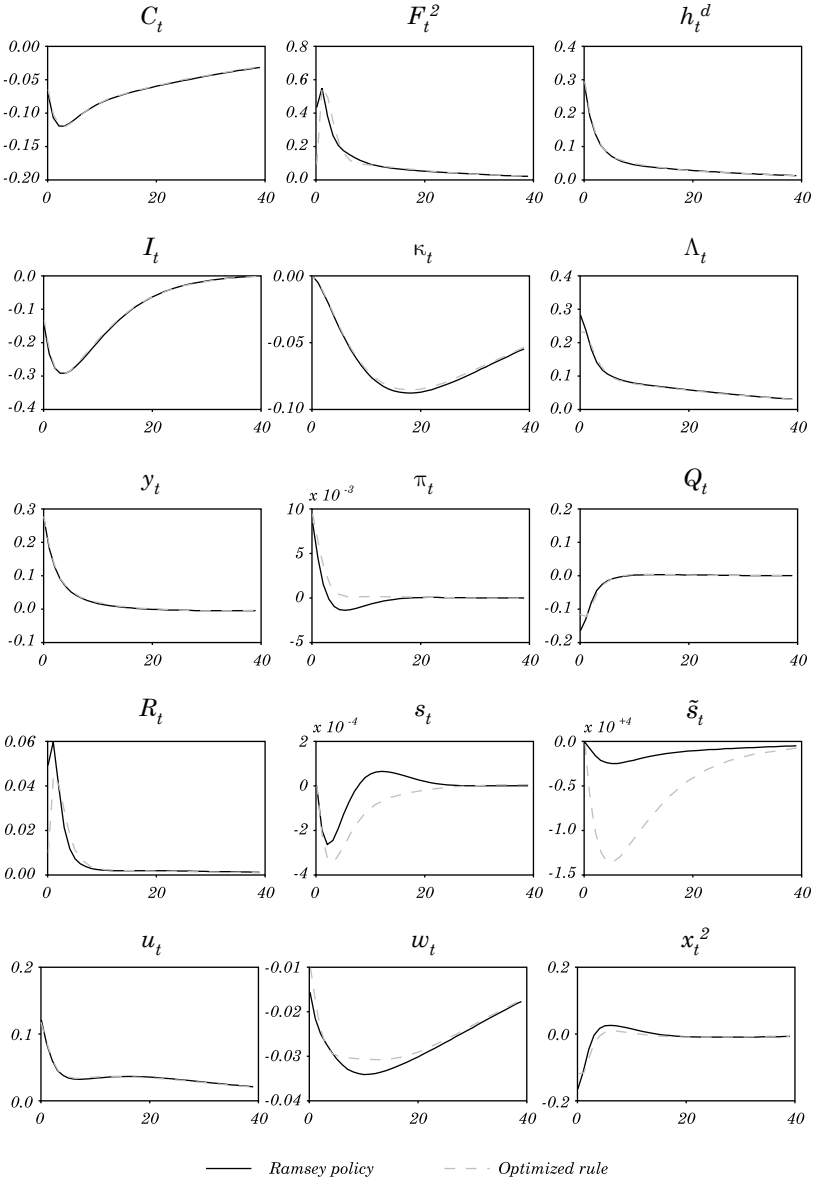 C_t F_t^2 h_t^d
0.00 0.8 0.4
-0.05 0.6 0.3
-0.10 0.4 0.2
-0.15 0.2 0.1
-0.20 0.0 0.0
0 20 40 0 20 40 0 20 40
I_t κ_t Λ_t
0.0 0.00 0.4
-0.1 0.3
-0.2 -0.05 0.2
-0.3 0.1
-0.4 -0.10 0.0
0 20 40 0 20 40 0 20 40
y_t π_t Q_t
x 10 -3
0.3 10 0.2
0.2 5 0.1
0.1 0.0
0.0 0 -0.1
-0.1 -5 -0.2
0 20 40 0 20 40 0 20 40
R_t s_t s̃_t
x 10 -4 x 10 +4
0.06 2 0.0
0.04 0 -0.5
0.02 -2 -1.0
0.00 -4 -1.5
0 20 40 0 20 40 0 20 40
u_t w_t x_t^2
0.2 -0.01 0.2
-0.02
0.1 0.0
-0.03
0.0 -0.04 -0.2
0 20 40 0 20 40 0 20 40
Ramsey policy Optimized rule